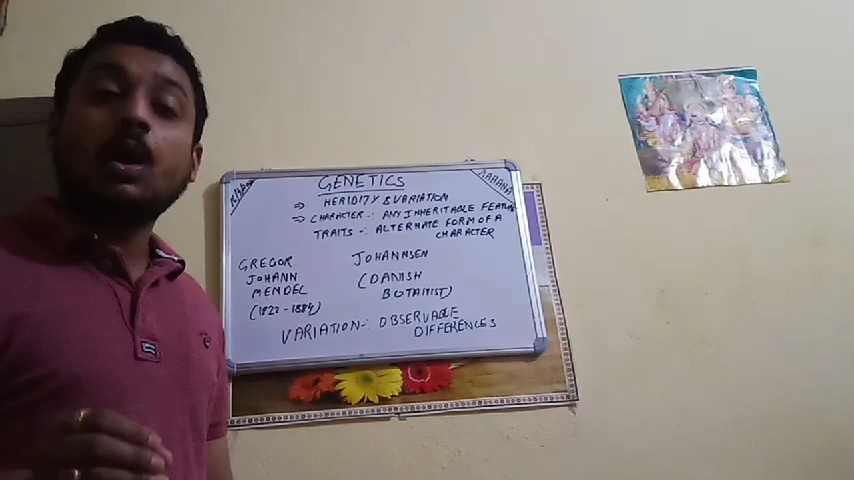 GENETICS
⇒ HERIDITY & VARIATION
⇒ CHARACTER :- ANY INHERITABLE FEATURE
TRAITS :- ALTERNATE FORM OF A
CHARACTER
GREGOR
JOHANN
MENDEL
(1822-1884)
JOHANNSEN
(DANISH
BOTANIST)
VARIATION :- OBSERVABLE
DIFFERENCES